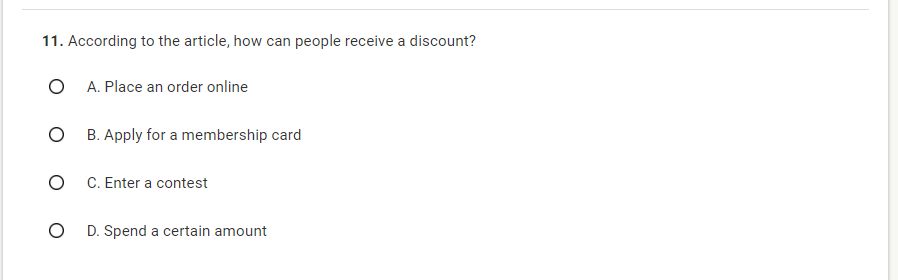 11. According to the article, how can people receive a discount?
A. Place an order online
B. Apply for a membership card
C. Enter a contest
D. Spend a certain amount